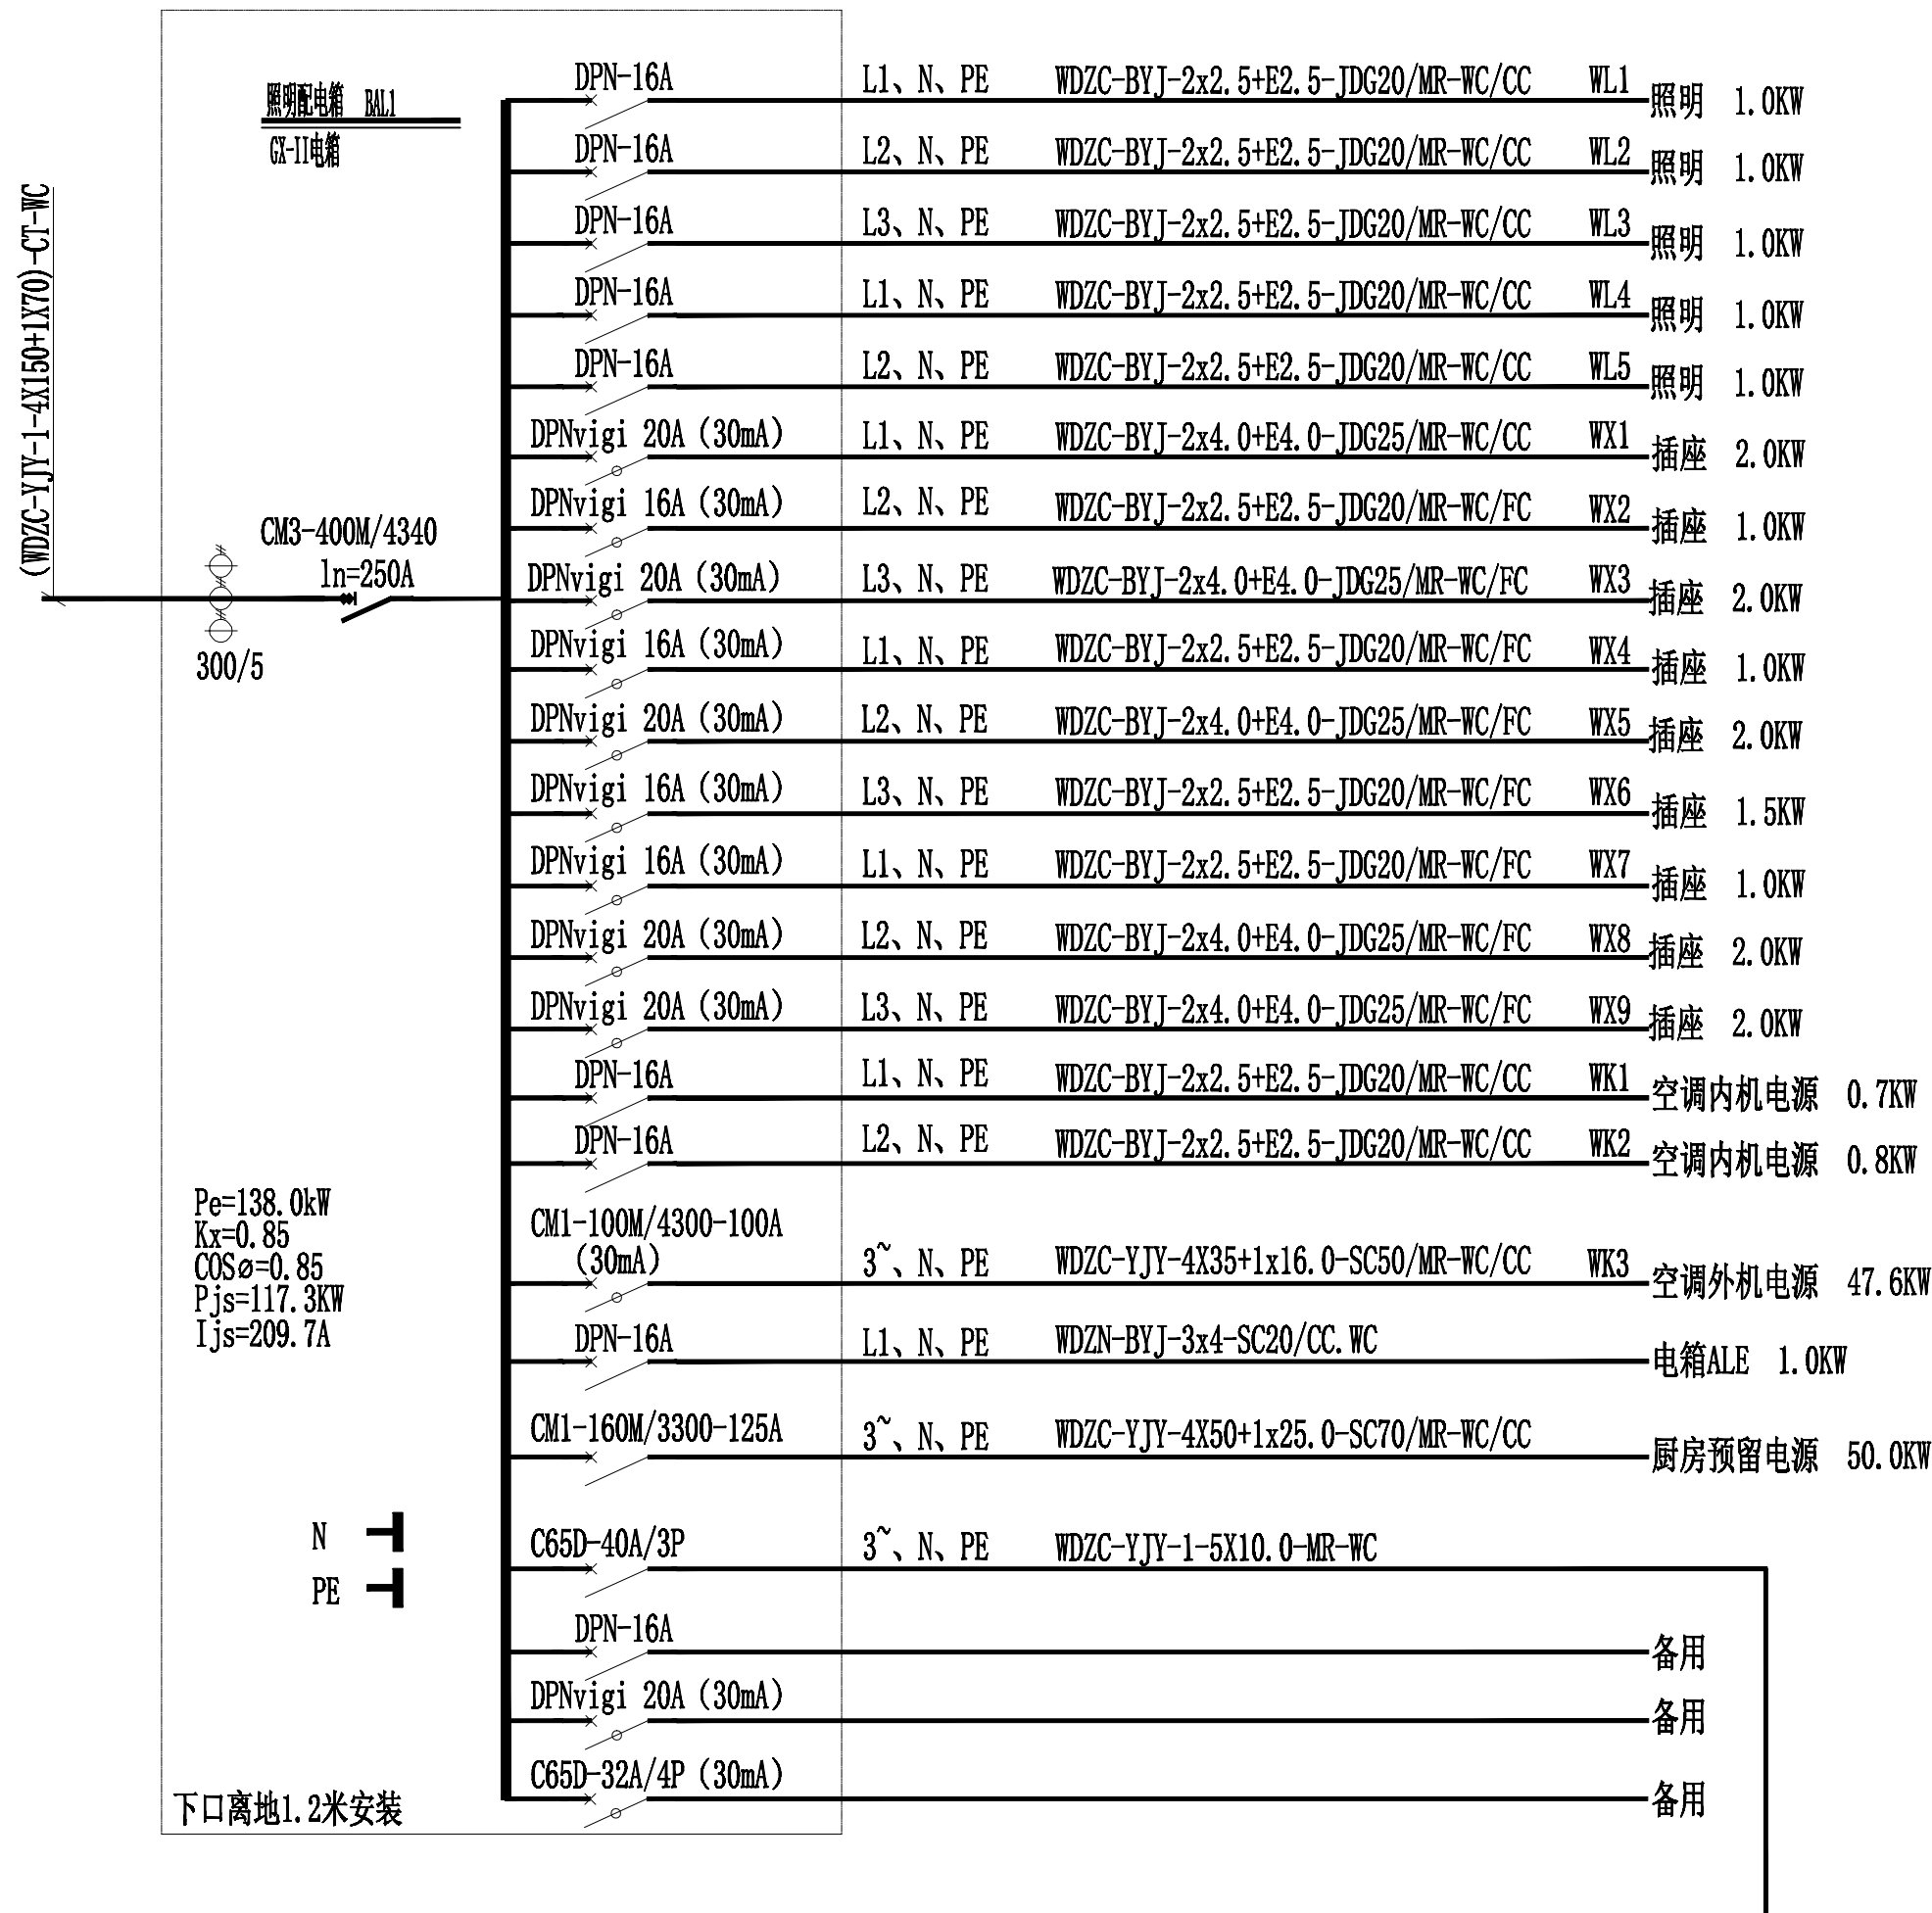 照明配电箱 BAL1
GX-II电箱
(WDZC-YJY-1-4X150+1X70)-CT-WC
CM3-400M/4340
ln=250A
300/5
DPN-16A L1、N、PE WDZC-BYJ-2x2.5+E2.5-JDG20/MR-WC/CC WL1 照明 1.0KW
DPN-16A L2、N、PE WDZC-BYJ-2x2.5+E2.5-JDG20/MR-WC/CC WL2 照明 1.0KW
DPN-16A L3、N、PE WDZC-BYJ-2x2.5+E2.5-JDG20/MR-WC/CC WL3 照明 1.0KW
DPN-16A L1、N、PE WDZC-BYJ-2x2.5+E2.5-JDG20/MR-WC/CC WL4 照明 1.0KW
DPN-16A L2、N、PE WDZC-BYJ-2x2.5+E2.5-JDG20/MR-WC/CC WL5 照明 1.0KW
DPNvigi 20A (30mA) L1、N、PE WDZC-BYJ-2x4.0+E4.0-JDG25/MR-WC/CC WX1 插座 2.0KW
DPNvigi 16A (30mA) L2、N、PE WDZC-BYJ-2x2.5+E2.5-JDG20/MR-WC/FC WX2 插座 1.0KW
DPNvigi 20A (30mA) L3、N、PE WDZC-BYJ-2x4.0+E4.0-JDG25/MR-WC/FC WX3 插座 2.0KW
DPNvigi 16A (30mA) L1、N、PE WDZC-BYJ-2x2.5+E2.5-JDG20/MR-WC/FC WX4 插座 1.0KW
DPNvigi 20A (30mA) L2、N、PE WDZC-BYJ-2x4.0+E4.0-JDG25/MR-WC/FC WX5 插座 2.0KW
DPNvigi 16A (30mA) L3、N、PE WDZC-BYJ-2x2.5+E2.5-JDG20/MR-WC/FC WX6 插座 1.5KW
DPNvigi 16A (30mA) L1、N、PE WDZC-BYJ-2x2.5+E2.5-JDG20/MR-WC/FC WX7 插座 1.0KW
DPNvigi 20A (30mA) L2、N、PE WDZC-BYJ-2x4.0+E4.0-JDG25/MR-WC/FC WX8 插座 2.0KW
DPNvigi 20A (30mA) L3、N、PE WDZC-BYJ-2x4.0+E4.0-JDG25/MR-WC/FC WX9 插座 2.0KW
DPN-16A L1、N、PE WDZC-BYJ-2x2.5+E2.5-JDG20/MR-WC/CC WK1 空调内机电源 0.7KW
DPN-16A L2、N、PE WDZC-BYJ-2x2.5+E2.5-JDG20/MR-WC/CC WK2 空调内机电源 0.8KW
CM1-100M/4300-100A
(30mA) 3~、N、PE WDZC-YJY-4X35+1x16.0-SC50/MR-WC/CC WK3 空调外机电源 47.6KW
DPN-16A L1、N、PE WDZN-BYJ-3x4-SC20/CC.WC 电箱ALE 1.0KW
CM1-160M/3300-125A 3~、N、PE WDZC-YJY-4X50+1x25.0-SC70/MR-WC/CC 厨房预留电源 50.0KW
C65D-40A/3P 3~、N、PE WDZC-YJY-1-5X10.0-MR-WC
DPN-16A 备用
DPNvigi 20A (30mA) 备用
C65D-32A/4P (30mA) 备用
Pe=138.0kW
Kx=0.85
COSø=0.85
Pjs=117.3KW
Ijs=209.7A
N
PE
下口离地1.2米安装